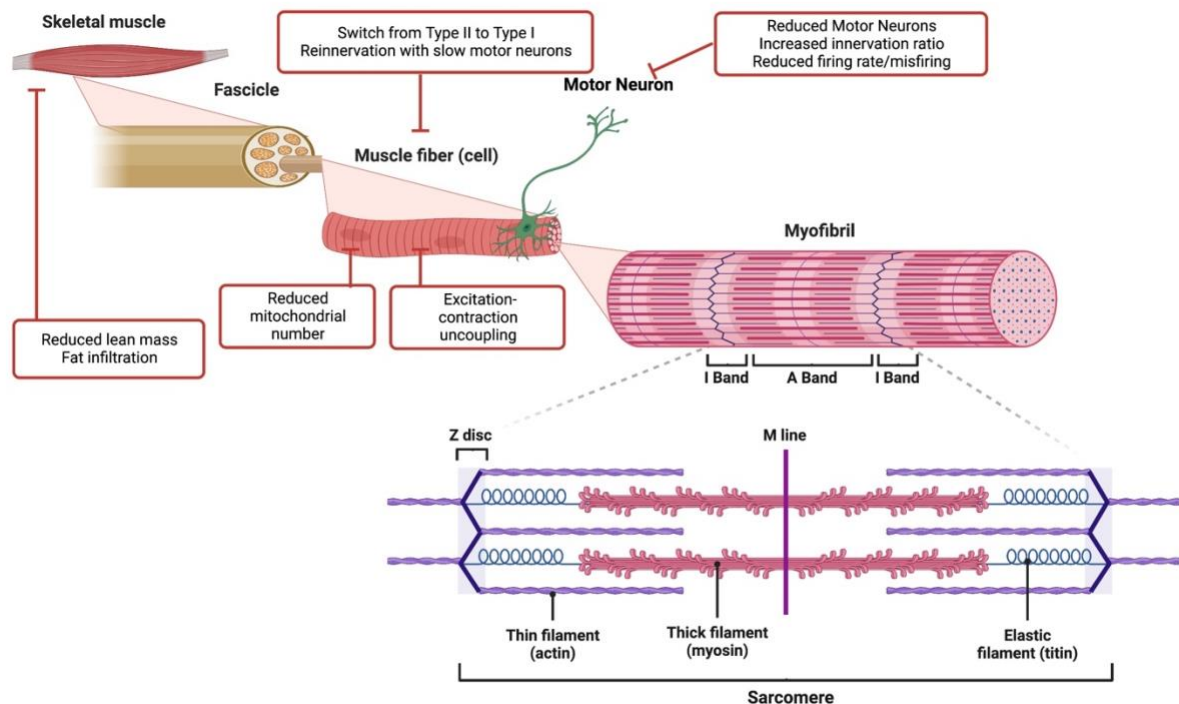 Skeletal muscle
Switch from Type II to Type I
Reinnervation with slow motor neurons
Reduced Motor Neurons
Increased innervation ratio
Reduced firing rate/misfiring
Fascicle
Motor Neuron
Muscle fiber (cell)
Myofibril
Reduced lean mass
Fat infiltration
Reduced
mitochondrial
number
Excitation-
contraction
uncoupling
I Band
A Band
I Band
Z disc
M line
Thin filament
(actin)
Thick filament
(myosin)
Elastic
filament (titin)
Sarcomere